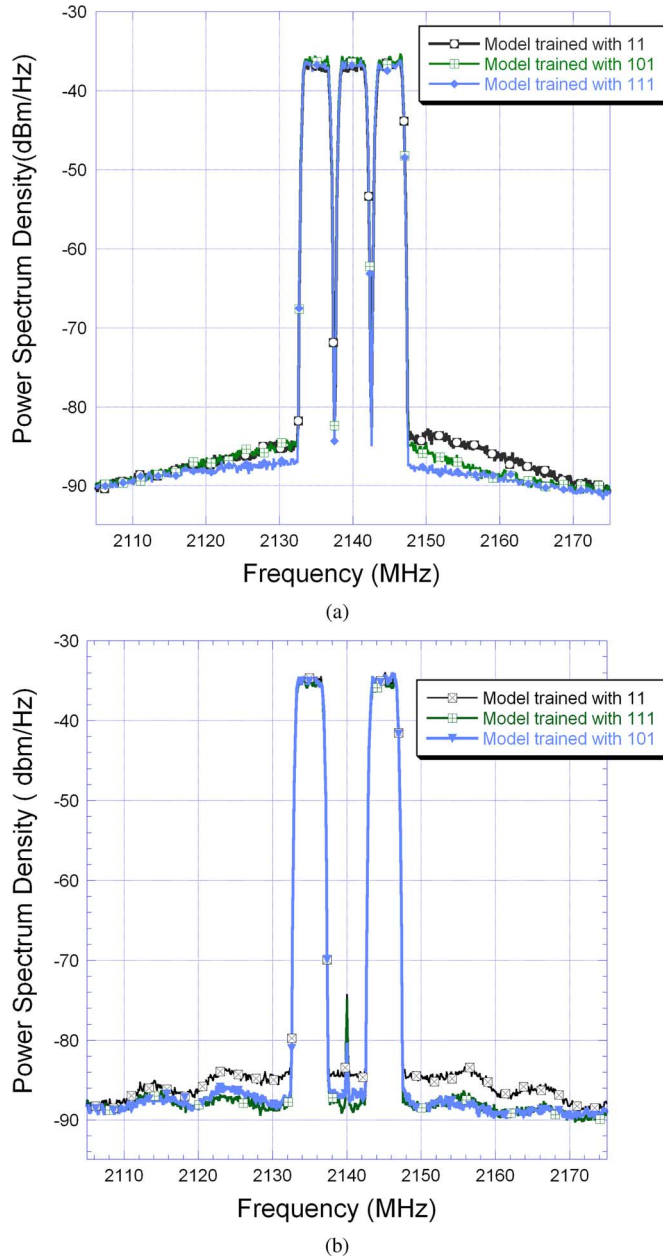 -30
-40
-50
-60
-70
-80
-90
Power Spectrum Density(dBm/Hz)
Model trained with 11
Model trained with 101
Model trained with 111
2110 2120 2130 2140 2150 2160 2170
Frequency (MHz)
(a)
-30
-40
-50
-60
-70
-80
-90
Power Spectrum Density ( dbm/Hz)
Model trained with 11
Model trained with 111
Model trained with 101
2110 2120 2130 2140 2150 2160 2170
Frequency (MHz)
(b)